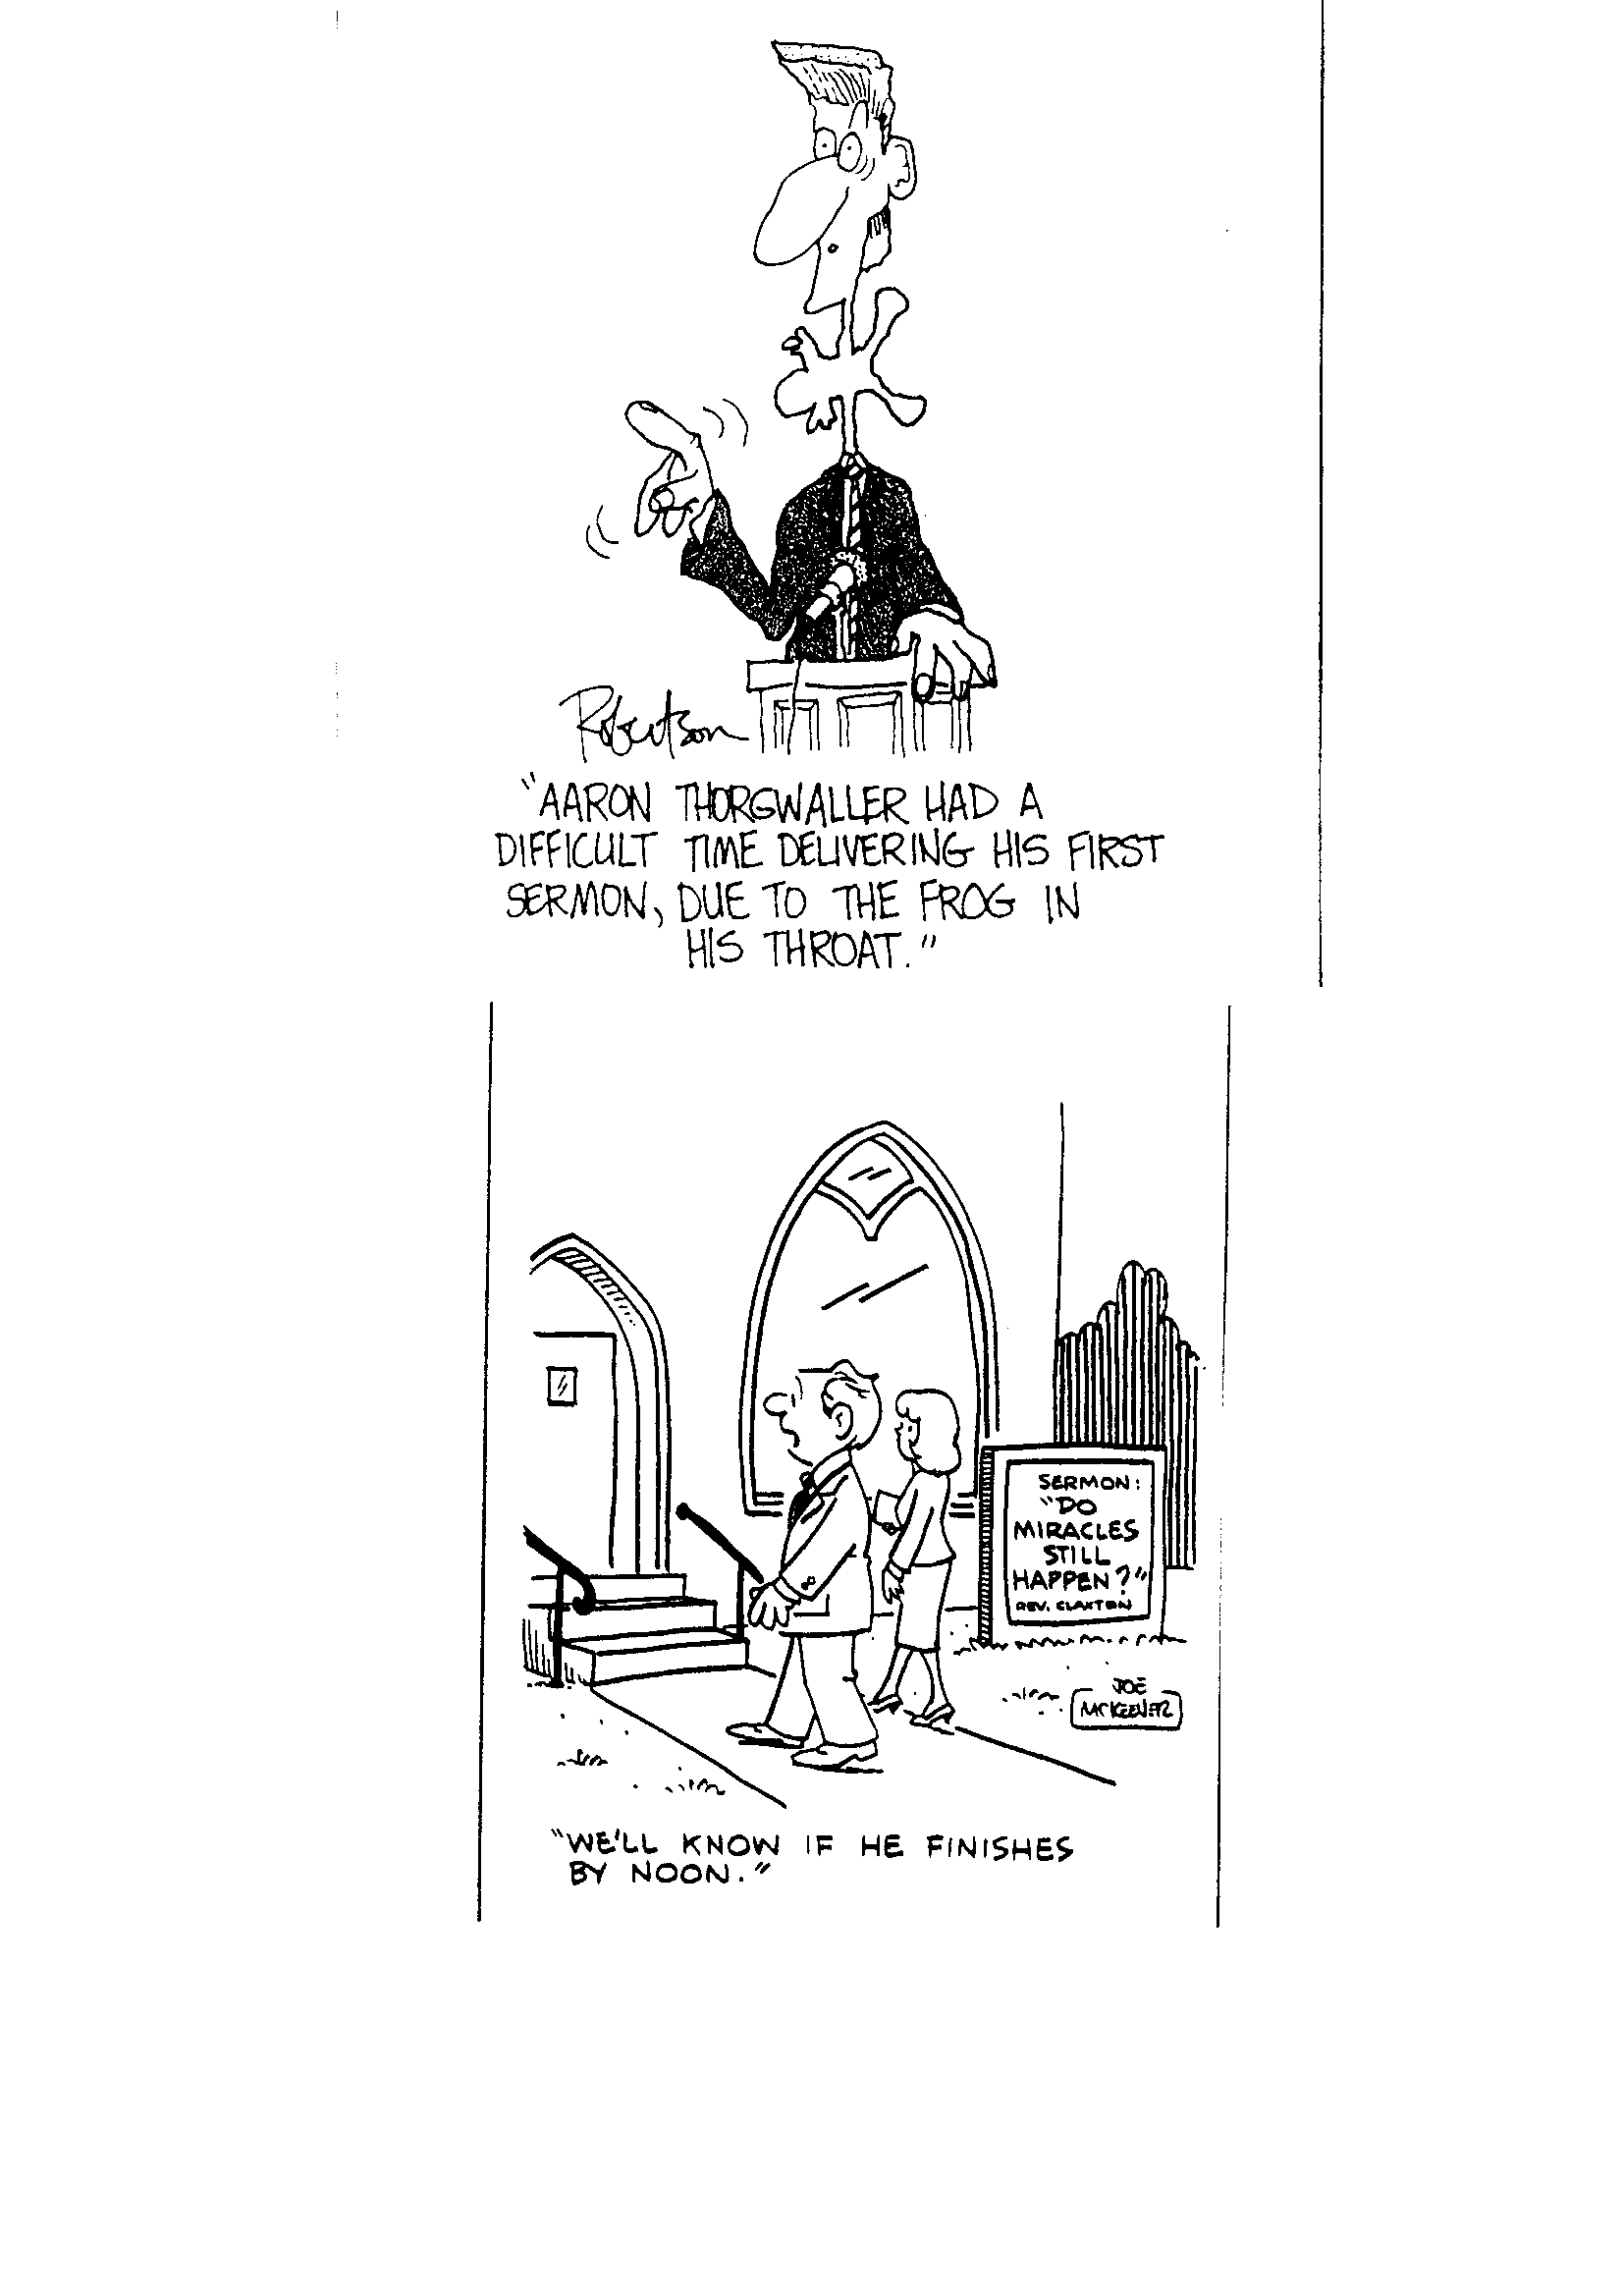 Robertson
"AARON THORGWALLER HAD A
DIFFICULT TIME DELIVERING HIS FIRST
SERMON, DUE TO THE FROG IN
HIS THROAT."
SERMON:
"DO
MIRACLES
STILL
HAPPEN?"
REV. CLAXTON
JOE
MCKEEVER
"WE'LL KNOW IF HE FINISHES
BY NOON."